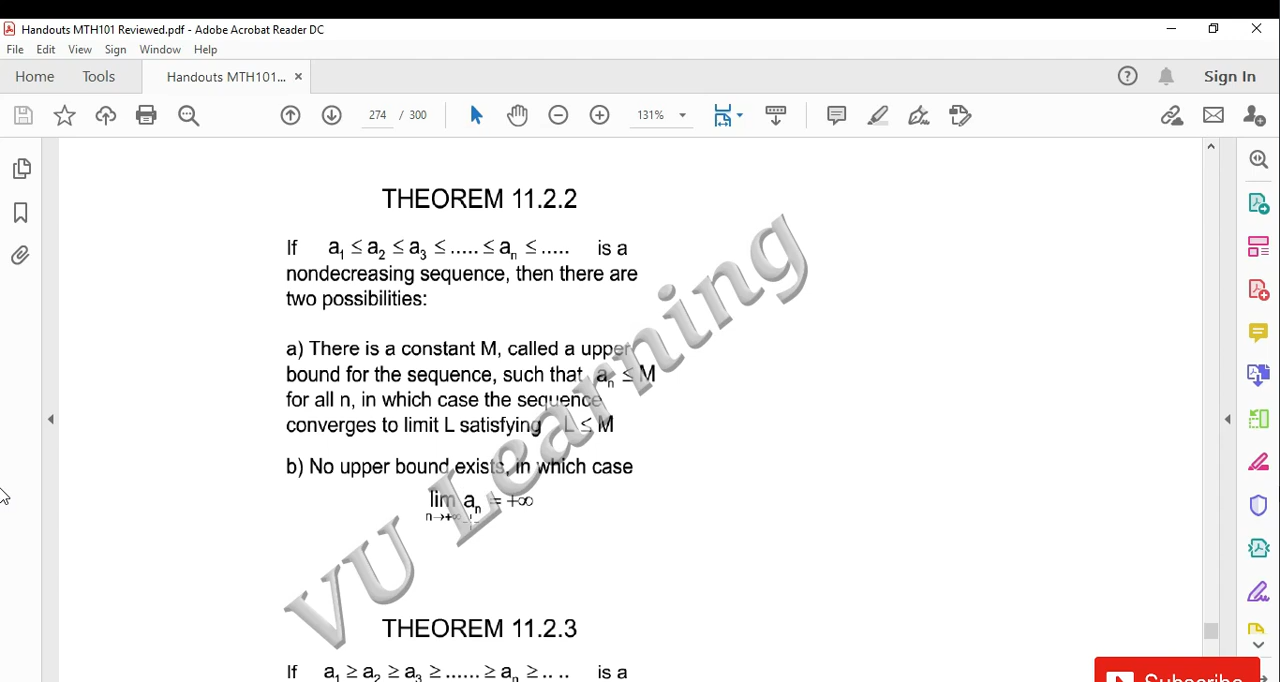 Handouts MTH101 Reviewed.pdf - Adobe Acrobat Reader DC
File Edit View Sign Window Help
Home Tools Handouts MTH101... × Sign In
274 / 300 131%
THEOREM 11.2.2
If a₁ ≤ a₂ ≤ a₃ ≤ ..... ≤ aₙ ≤ ..... is a
nondecreasing sequence, then there are
two possibilities:
a) There is a constant M, called a upper
bound for the sequence, such that aₙ ≤ M
for all n, in which case the sequence
converges to limit L satisfying L ≤ M
b) No upper bound exists, in which case
lim aₙ = +∞
n→+∞
VU Learning
THEOREM 11.2.3
If a₁ ≥ a₂ ≥ a₃ ≥ ...... ≥ aₙ ≥ .. .. is a
Subscribe